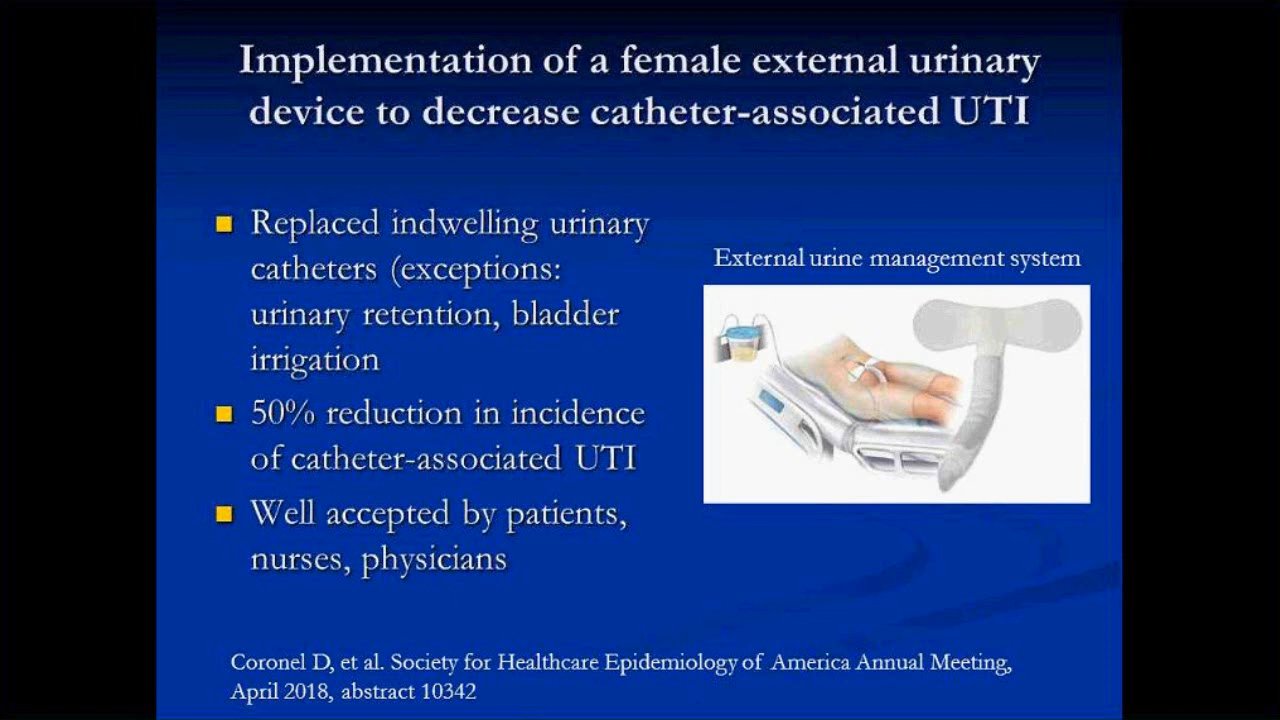 Implementation of a female external urinary
device to decrease catheter-associated UTI
Replaced indwelling urinary
catheters (exceptions:
urinary retention, bladder
irrigation
50% reduction in incidence
of catheter-associated UTI
Well accepted by patients,
nurses, physicians
External urine management system
Coronel D, et al. Society for Healthcare Epidemiology of America Annual Meeting,
April 2018, abstract 10342